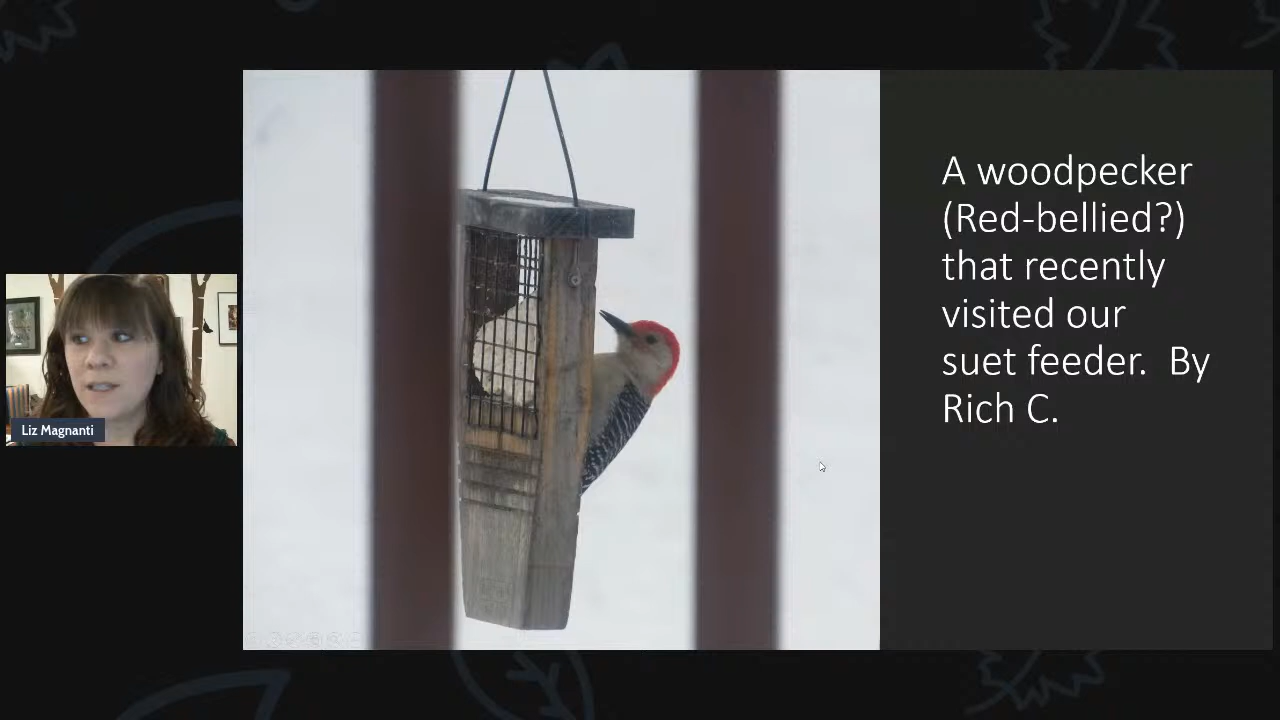 A woodpecker
(Red-bellied?)
that recently
visited our
suet feeder.  By
Rich C.
Liz Magnanti